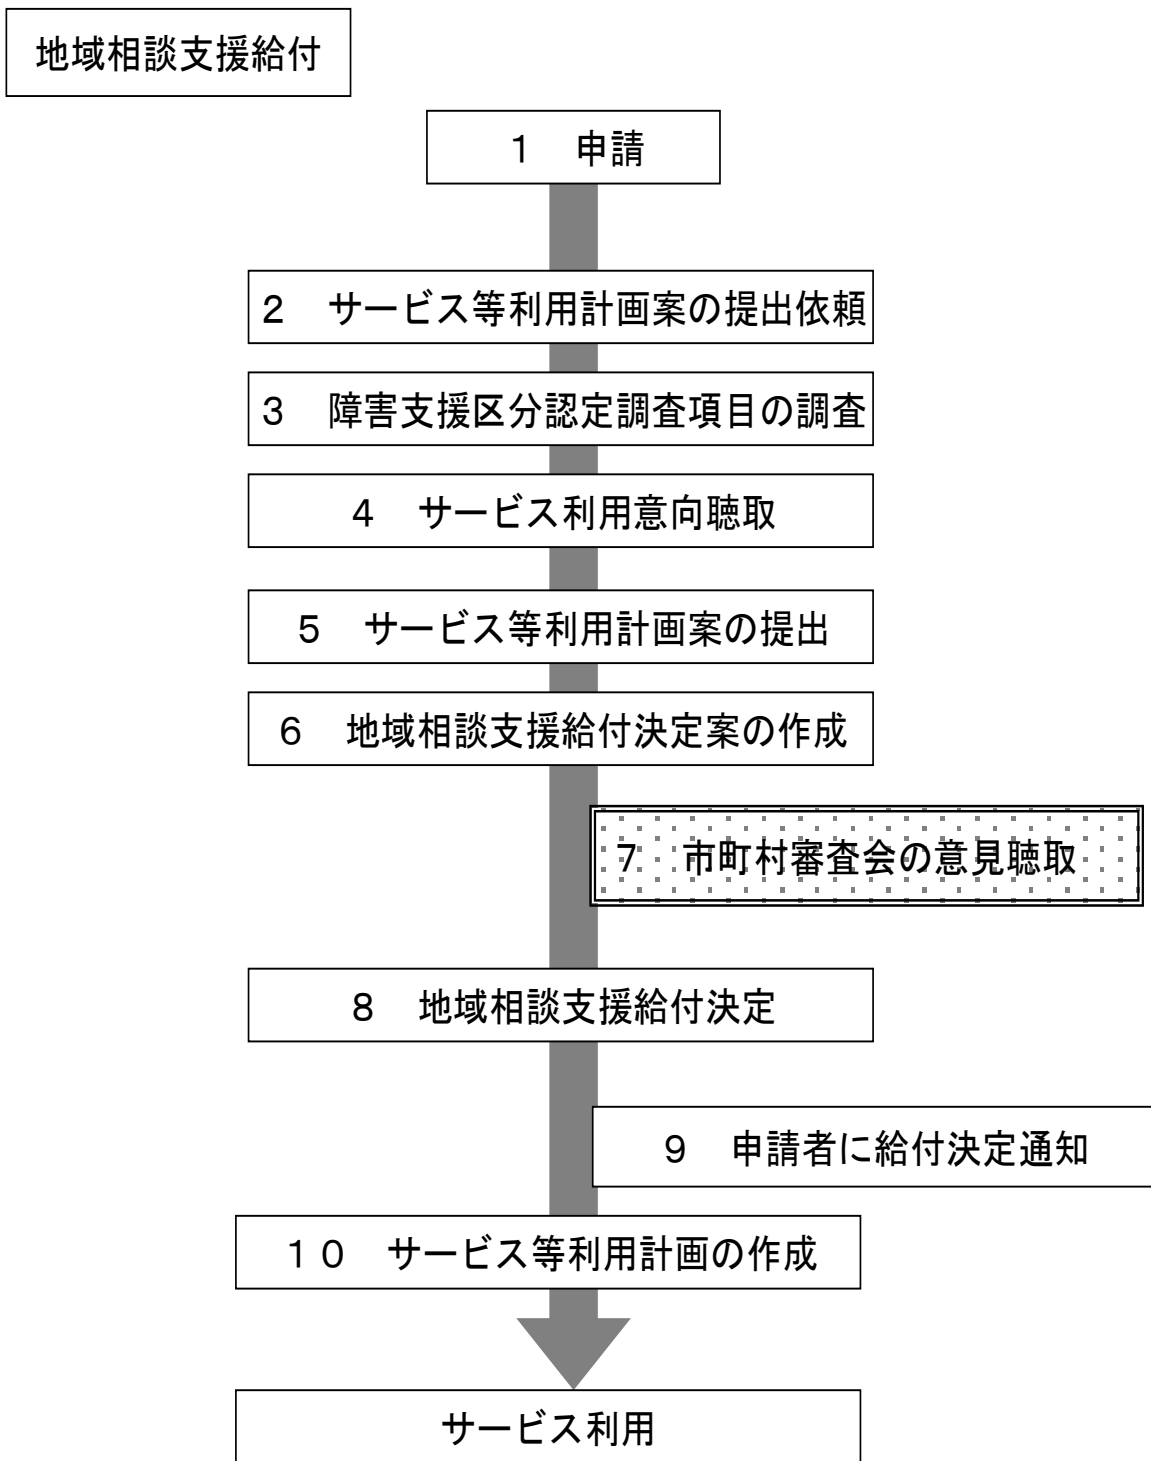 地域相談支援給付
１　申請
２　サービス等利用計画案の提出依頼
３　障害支援区分認定調査項目の調査
４　サービス利用意向聴取
５　サービス等利用計画案の提出
６　地域相談支援給付決定案の作成
７　市町村審査会の意見聴取
８　地域相談支援給付決定
９　申請者に給付決定通知
１０　サービス等利用計画の作成
サービス利用